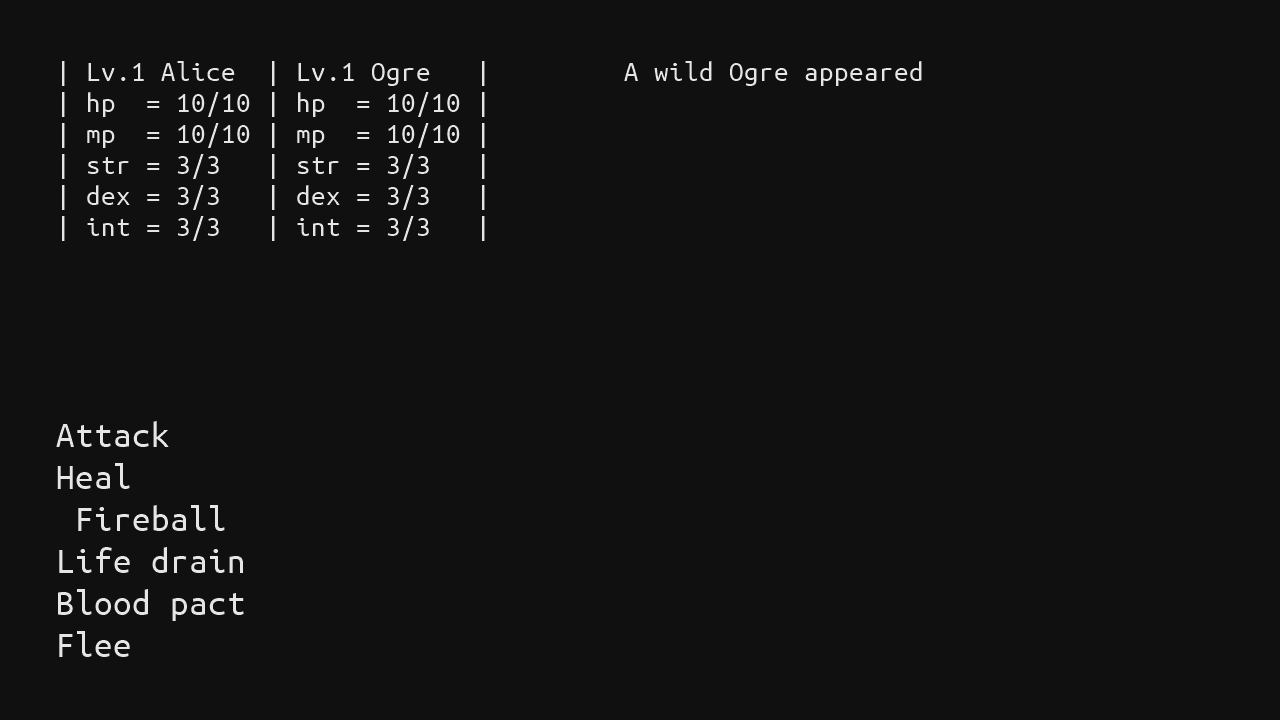 | Lv.1 Alice  | Lv.1 Ogre   |
| hp  = 10/10 | hp  = 10/10 |
| mp  = 10/10 | mp  = 10/10 |
| str = 3/3   | str = 3/3   |
| dex = 3/3   | dex = 3/3   |
| int = 3/3   | int = 3/3   |
A wild Ogre appeared
Attack
Heal
 Fireball
Life drain
Blood pact
Flee